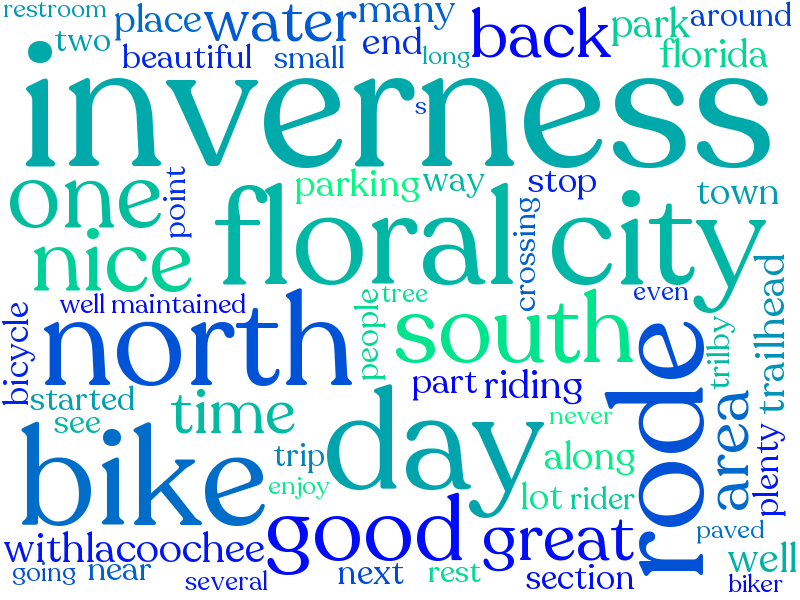 restroom
place
water
many
back
park
around
two
beautiful
small
end
long
florida
inverness
s
one
point
parking
way
stop
town
nice
floral city
crossing
trailhead
bicycle
well maintained
north
people
tree
south
even
rode
trilby
area
plenty
started
see
time
day
part
riding
never
bike
trip
enjoy
along
lot
rider
withlacoochee
good
great
paved
well
going
near
several
next
rest
section
biker